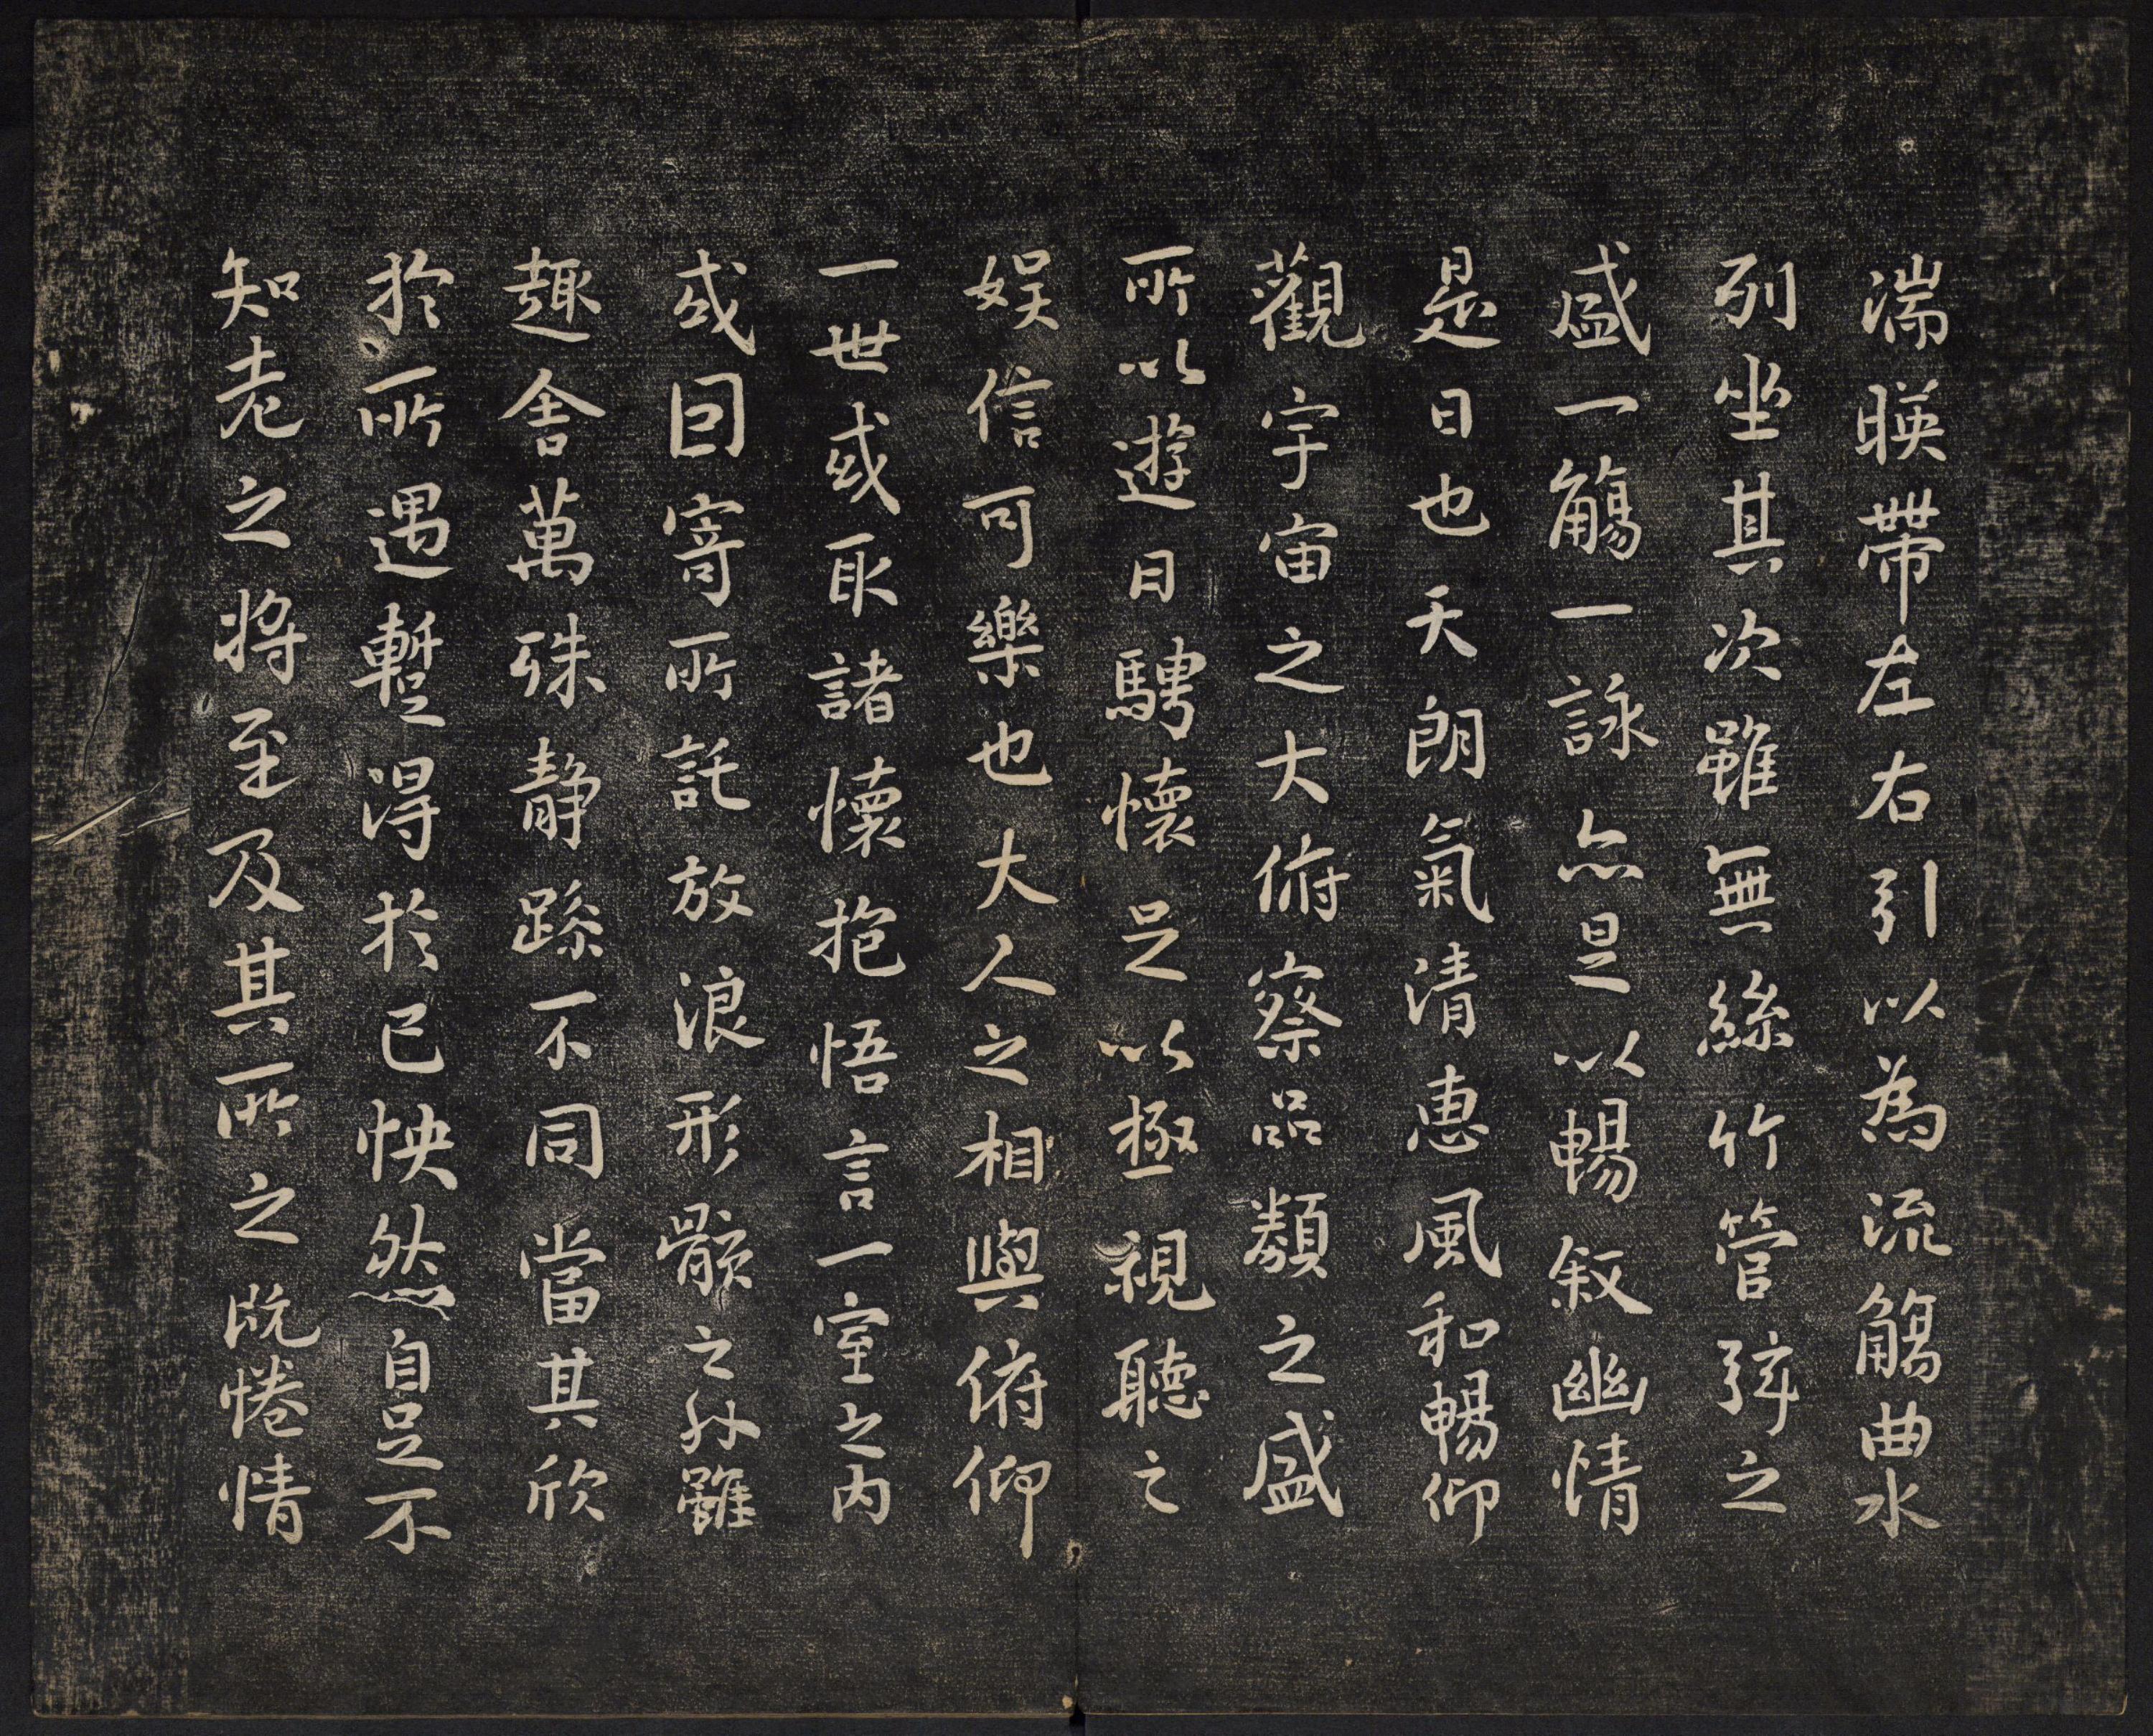 湍暎帶左右引以為流觴曲水
列坐其次雖無絲竹管弦之
盛一觴一詠亦足以暢叙幽情
是日也天朗氣清惠風和暢仰
觀宇宙之大俯察品類之盛
所以遊目騁懷足以極視聽之
娛信可樂也夫人之相與俯仰
一世或取諸懷抱悟言一室之內
或因寄所託放浪形骸之外雖
趣舍萬殊静躁不同當其欣
於所遇蹔得於己怏然自足不
知老之將至及其所之既惓情